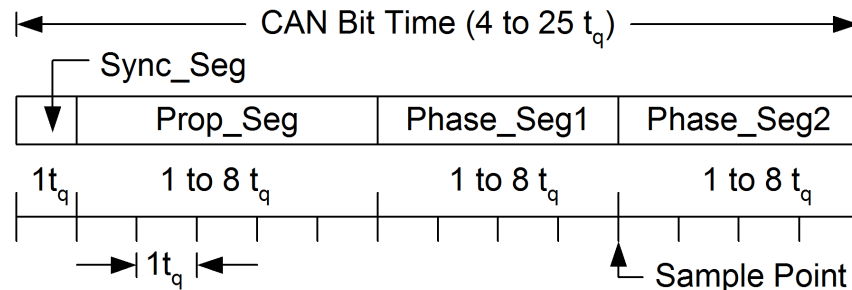 CAN Bit Time (4 to 25 tq)
Sync_Seg
Prop_Seg Phase_Seg1 Phase_Seg2
1tq 1 to 8 tq 1 to 8 tq 1 to 8 tq
1tq Sample Point